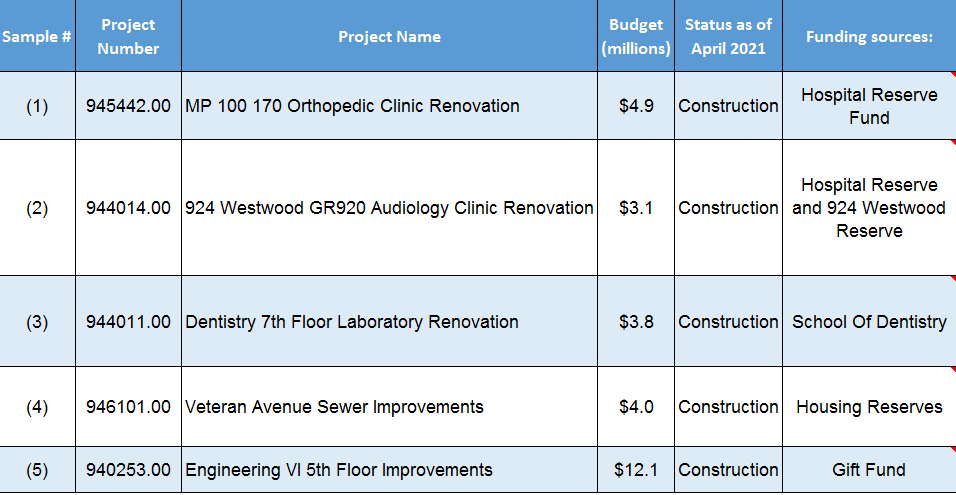 Sample # Project Number Project Name Budget (millions) Status as of April 2021 Funding sources:
(1) 945442.00 MP 100 170 Orthopedic Clinic Renovation $4.9 Construction Hospital Reserve Fund
(2) 944014.00 924 Westwood GR920 Audiology Clinic Renovation $3.1 Construction Hospital Reserve and 924 Westwood Reserve
(3) 944011.00 Dentistry 7th Floor Laboratory Renovation $3.8 Construction School Of Dentistry
(4) 946101.00 Veteran Avenue Sewer Improvements $4.0 Construction Housing Reserves
(5) 940253.00 Engineering VI 5th Floor Improvements $12.1 Construction Gift Fund